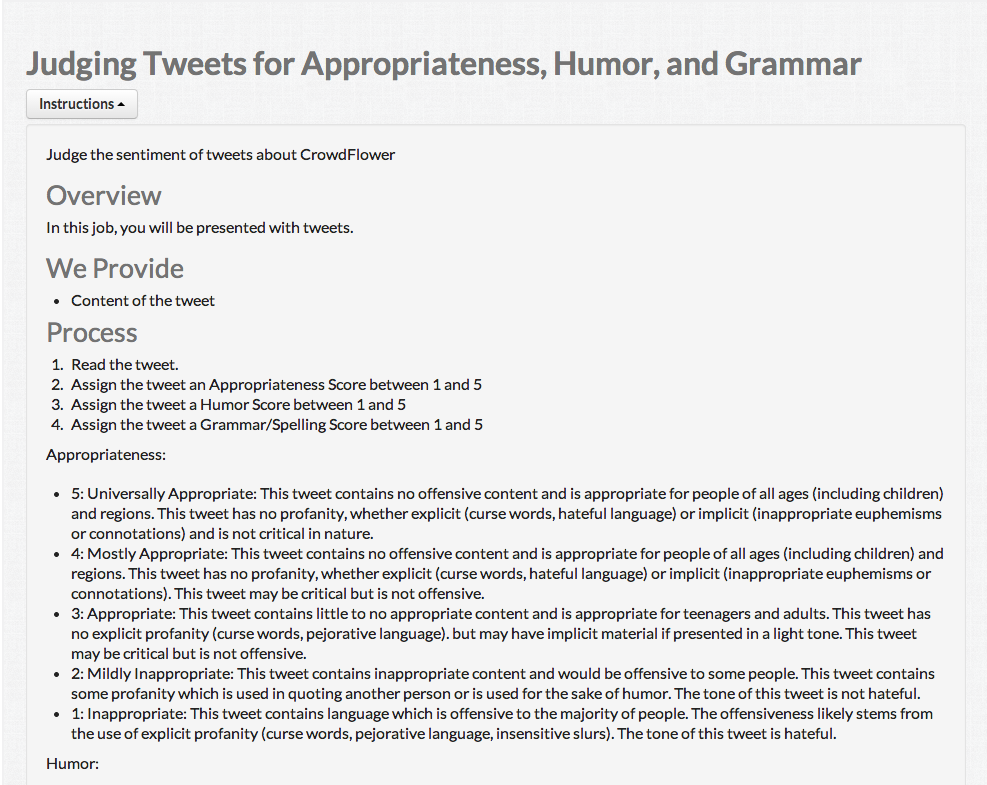 Judging Tweets for Appropriateness, Humor, and Grammar
Instructions
Judge the sentiment of tweets about CrowdFlower
Overview
In this job, you will be presented with tweets.
We Provide
• Content of the tweet
Process
1. Read the tweet.
2. Assign the tweet an Appropriateness Score between 1 and 5
3. Assign the tweet a Humor Score between 1 and 5
4. Assign the tweet a Grammar/Spelling Score between 1 and 5
Appropriateness:
• 5: Universally Appropriate: This tweet contains no offensive content and is appropriate for people of all ages (including children)
and regions. This tweet has no profanity, whether explicit (curse words, hateful language) or implicit (inappropriate euphemisms
or connotations) and is not critical in nature.
• 4: Mostly Appropriate: This tweet contains no offensive content and is appropriate for people of all ages (including children) and
regions. This tweet has no profanity, whether explicit (curse words, hateful language) or implicit (inappropriate euphemisms or
connotations). This tweet may be critical but is not offensive.
• 3: Appropriate: This tweet contains little to no appropriate content and is appropriate for teenagers and adults. This tweet has
no explicit profanity (curse words, pejorative language). but may have implicit material if presented in a light tone. This tweet
may be critical but is not offensive.
• 2: Mildly Inappropriate: This tweet contains inappropriate content and would be offensive to some people. This tweet contains
some profanity which is used in quoting another person or is used for the sake of humor. The tone of this tweet is not hateful.
• 1: Inappropriate: This tweet contains language which is offensive to the majority of people. The offensiveness likely stems from
the use of explicit profanity (curse words, pejorative language, insensitive slurs). The tone of this tweet is hateful.
Humor: